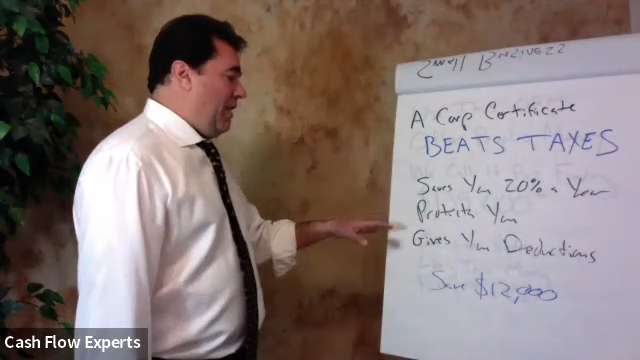 A Corp Certificate
BEATS TAXES
Saves You 20% a Year
Protects You
Gives You Deductions
Save $12,000
Cash Flow Experts